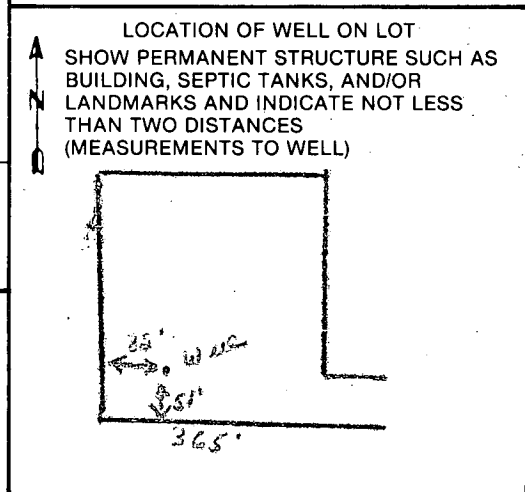 LOCATION OF WELL ON LOT
SHOW PERMANENT STRUCTURE SUCH AS
BUILDING, SEPTIC TANKS, AND/OR
N LANDMARKS AND INDICATE NOT LESS
THAN TWO DISTANCES
(MEASUREMENTS TO WELL)
well
51'
365'